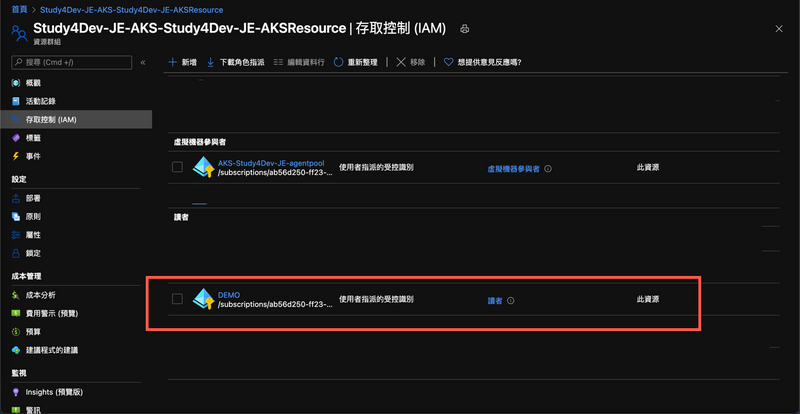 首頁 > Study4Dev-JE-AKS-Study4Dev-JE-AKSResource
Study4Dev-JE-AKS-Study4Dev-JE-AKSResource | 存取控制 (IAM)
資源群組
搜尋 (Cmd +/)
新增
下載角色指派
編輯資料行
重新整理
移除
想提供意見反應嗎?
概觀
活動記錄
存取控制 (IAM)
標籤
事件
設定
部署
原則
屬性
鎖定
成本管理
成本分析
費用警示 (預覽)
預算
建議程式的建議
監視
Insights (預覽版)
警訊
虛擬機器參與者
AKS-Study4Dev-JE-agentpool
/subscriptions/ab56d250-ff23-...
使用者指派的受控識別
虛擬機器參與者
此資源
讀者
DEMO
/subscriptions/ab56d250-ff23-...
使用者指派的受控識別
讀者
此資源